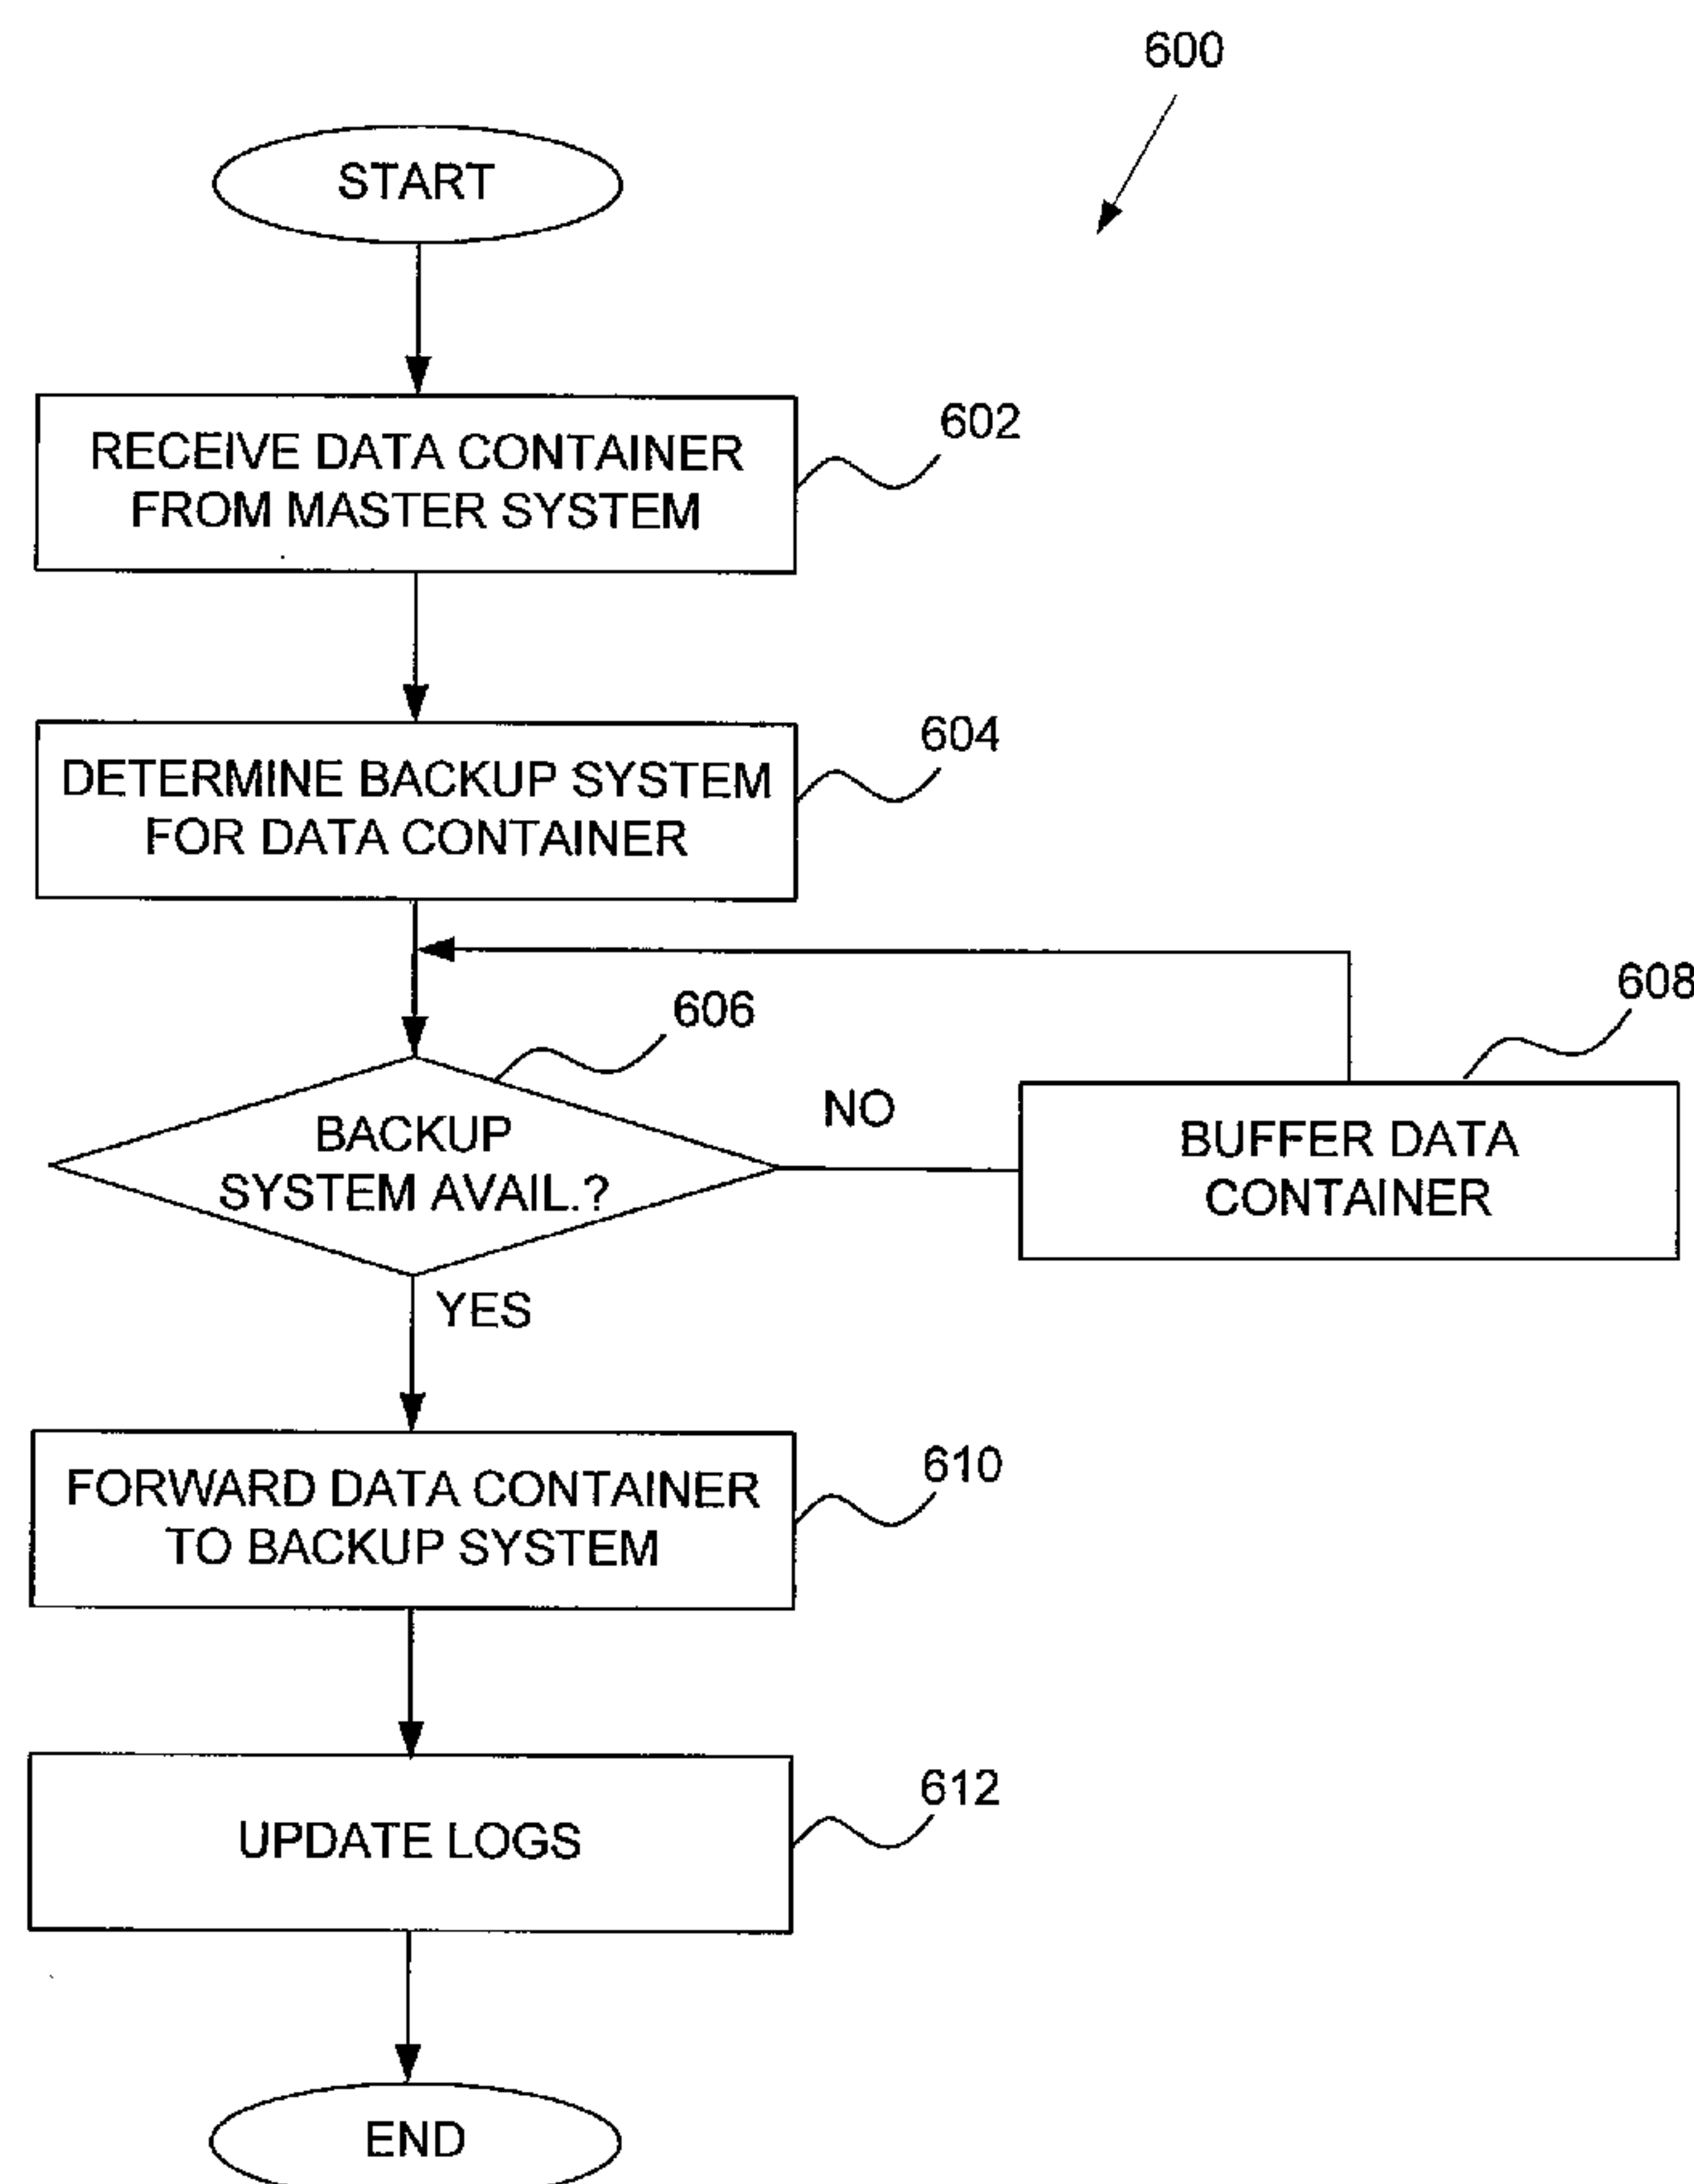 600
START
RECEIVE DATA CONTAINER
FROM MASTER SYSTEM
602
DETERMINE BACKUP SYSTEM
FOR DATA CONTAINER
604
606
608
BACKUP
SYSTEM AVAIL.?
NO
BUFFER DATA
CONTAINER
YES
FORWARD DATA CONTAINER
TO BACKUP SYSTEM
610
UPDATE LOGS
612
END